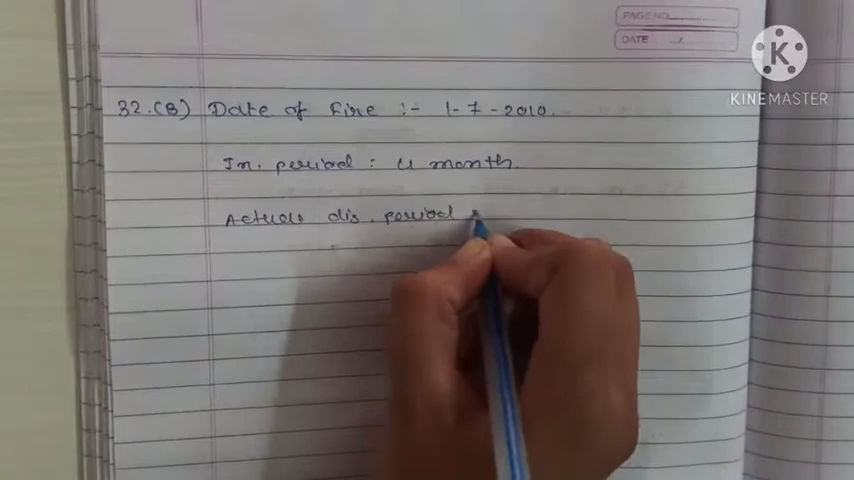 PAGE NO.
DATE
K
KINEMASTER
32.(B) Date of Fire :- 1-7-2010.
In. period : 4 month.
Actual dis. period